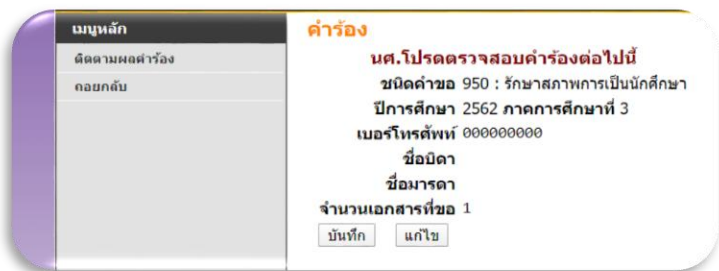 เมนูหลัก
ติดตามผลคำร้อง
ถอยกลับ
คำร้อง
นศ.โปรดตรวจสอบคำร้องต่อไปนี้
ชนิดคำขอ 950 : รักษาสภาพการเป็นนักศึกษา
ปีการศึกษา 2562 ภาคการศึกษาที่ 3
เบอร์โทรศัพท์ 000000000
ชื่อบิดา
ชื่อมารดา
จำนวนเอกสารที่ขอ 1
บันทึก แก้ไข